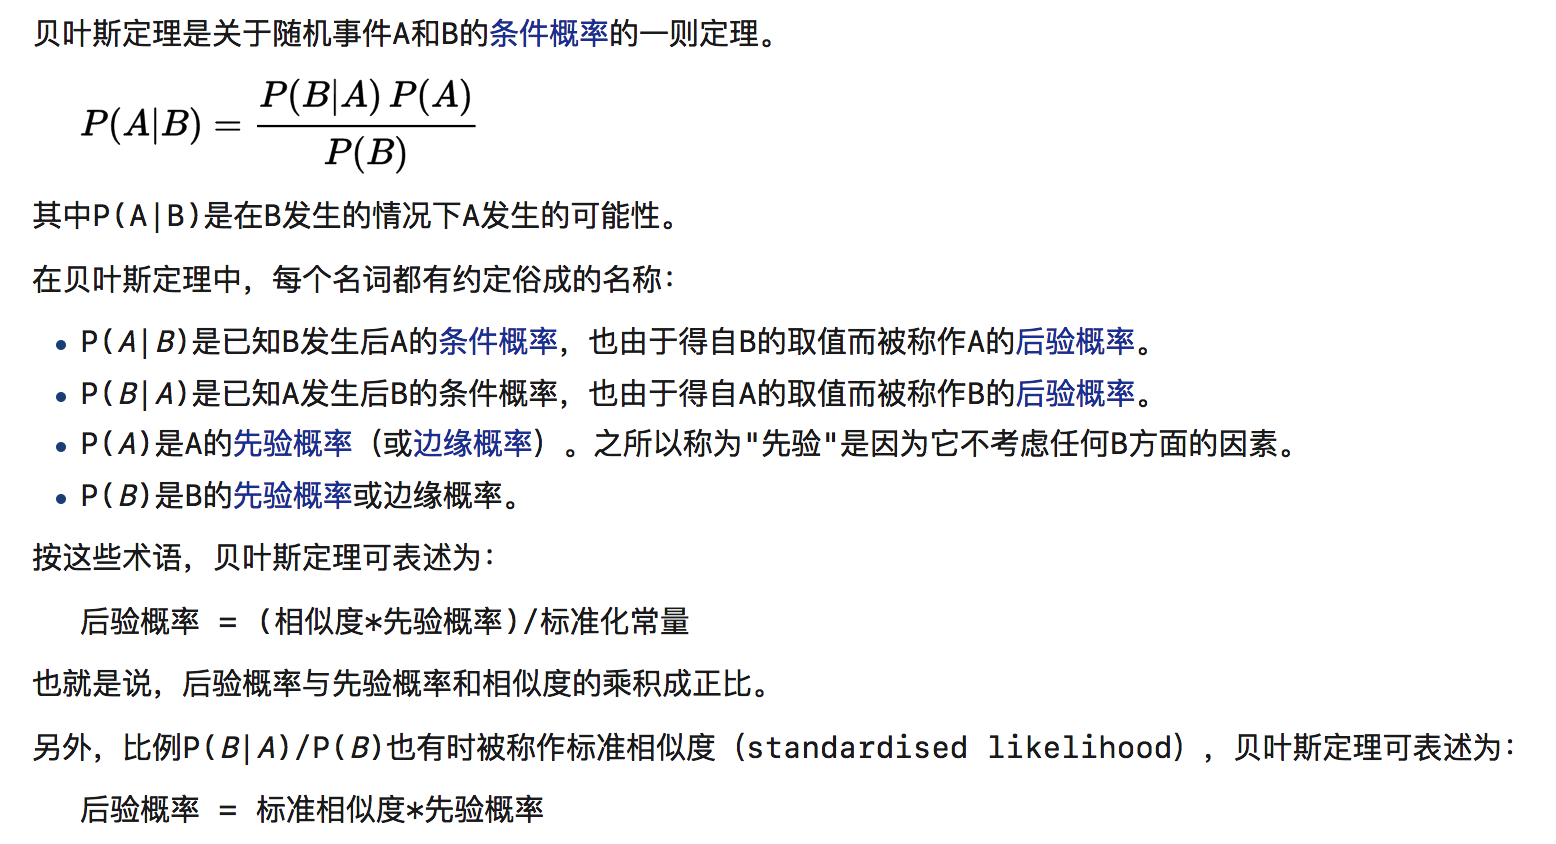 贝叶斯定理是关于随机事件A和B的条件概率的一则定理。
P(A|B) = P(B|A) P(A) / P(B)
其中P(A|B)是在B发生的情况下A发生的可能性。
在贝叶斯定理中，每个名词都有约定俗成的名称：
• P(A|B)是已知B发生后A的条件概率，也由于得自B的取值而被称作A的后验概率。
• P(B|A)是已知A发生后B的条件概率，也由于得自A的取值而被称作B的后验概率。
• P(A)是A的先验概率（或边缘概率）。之所以称为"先验"是因为它不考虑任何B方面的因素。
• P(B)是B的先验概率或边缘概率。
按这些术语，贝叶斯定理可表述为：
后验概率 = (相似度*先验概率)/标准化常量
也就是说，后验概率与先验概率和相似度的乘积成正比。
另外，比例P(B|A)/P(B)也有时被称作标准相似度（standardised likelihood），贝叶斯定理可表述为：
后验概率 = 标准相似度*先验概率